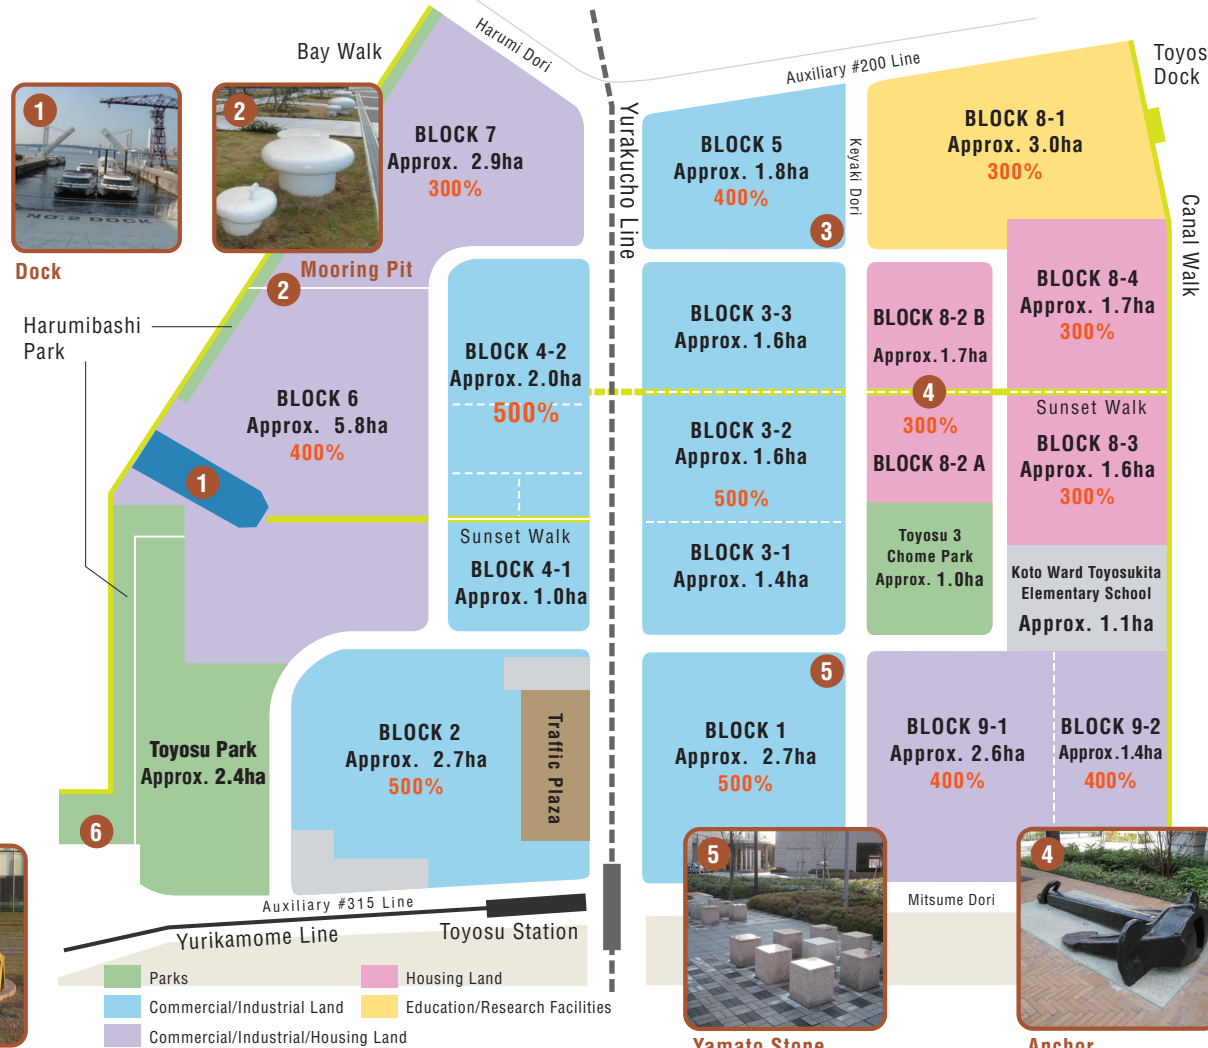 Bay Walk
Harumi Dori
Auxiliary #200 Line
Toyos
Dock
1
2
BLOCK 7
Approx. 2.9ha
300%
Yurakucho Line
BLOCK 5
Approx. 1.8ha
400%
3
Keyaki Dori
BLOCK 8-1
Approx. 3.0ha
300%
Canal Walk
NO.2 DOCK
Dock
Mooring Pit
2
Harumibashi
Park
BLOCK 6
Approx. 5.8ha
400%
1
BLOCK 4-2
Approx. 2.0ha
500%
Sunset Walk
BLOCK 4-1
Approx. 1.0ha
BLOCK 3-3
Approx. 1.6ha
BLOCK 3-2
Approx. 1.6ha
500%
BLOCK 3-1
Approx. 1.4ha
BLOCK 8-2 B
Approx. 1.7ha
4
300%
BLOCK 8-2 A
Toyosu 3
Chome Park
Approx. 1.0ha
BLOCK 8-4
Approx. 1.7ha
300%
Sunset Walk
BLOCK 8-3
Approx. 1.6ha
300%
Koto Ward Toyosukita
Elementary School
Approx. 1.1ha
Toyosu Park
Approx. 2.4ha
6
BLOCK 2
Approx. 2.7ha
500%
Traffic Plaza
BLOCK 1
Approx. 2.7ha
500%
5
BLOCK 9-1
Approx. 2.6ha
400%
BLOCK 9-2
Approx. 1.4ha
400%
5
4
Mitsume Dori
Auxiliary #315 Line
Yurikamome Line
Toyosu Station
Parks
Commercial/Industrial Land
Commercial/Industrial/Housing Land
Housing Land
Education/Research Facilities
Yamato Stone
Anchor